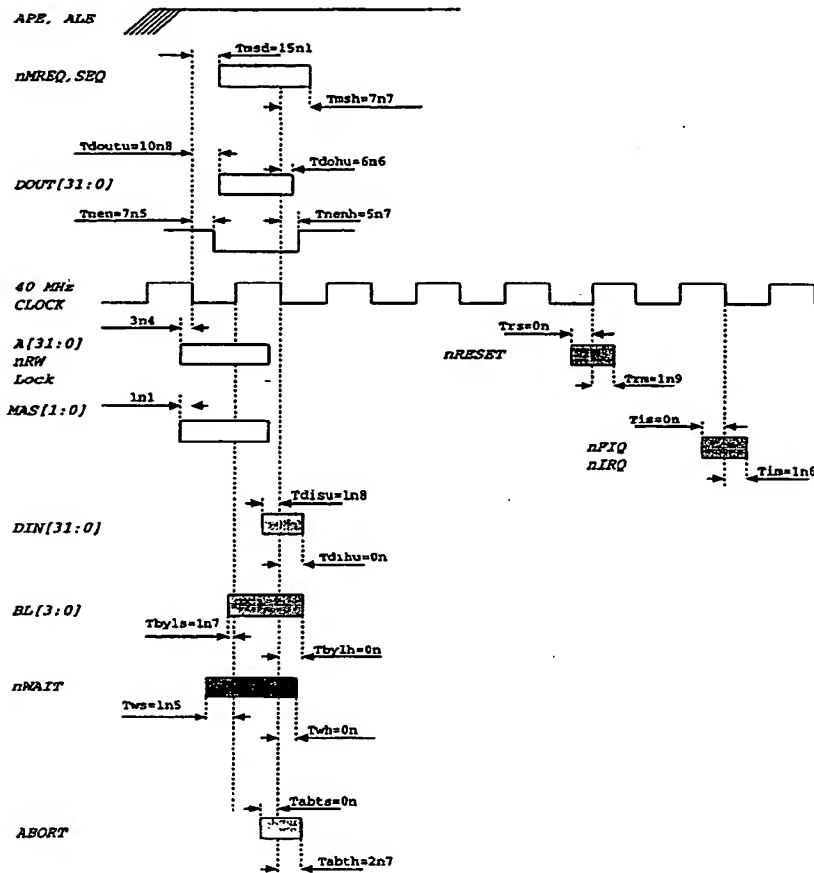 APE, ALE
Tmsd=15n1
nMREQ,SEQ
Tmsh=7n7
Tdoutu=10n8
Tdohu=6n6
DOUT[31:0]
Tnen=7n5
Tnenh=5n7
40 MHz
CLOCK
3n4
A[31:0]
nRW
Lock
Trs=0n
nRESET
Trm=1n9
1n1
MAS[1:0]
Tis=0n
nFIQ
nIRQ
Tim=1n6
Tdisu=1n8
DIN[31:0]
Tdihu=0n
BL[3:0]
Tbyls=1n7
Tbylh=0n
nWAIT
Tws=1n5
Twh=0n
Tabts=0n
ABORT
Tabth=2n7